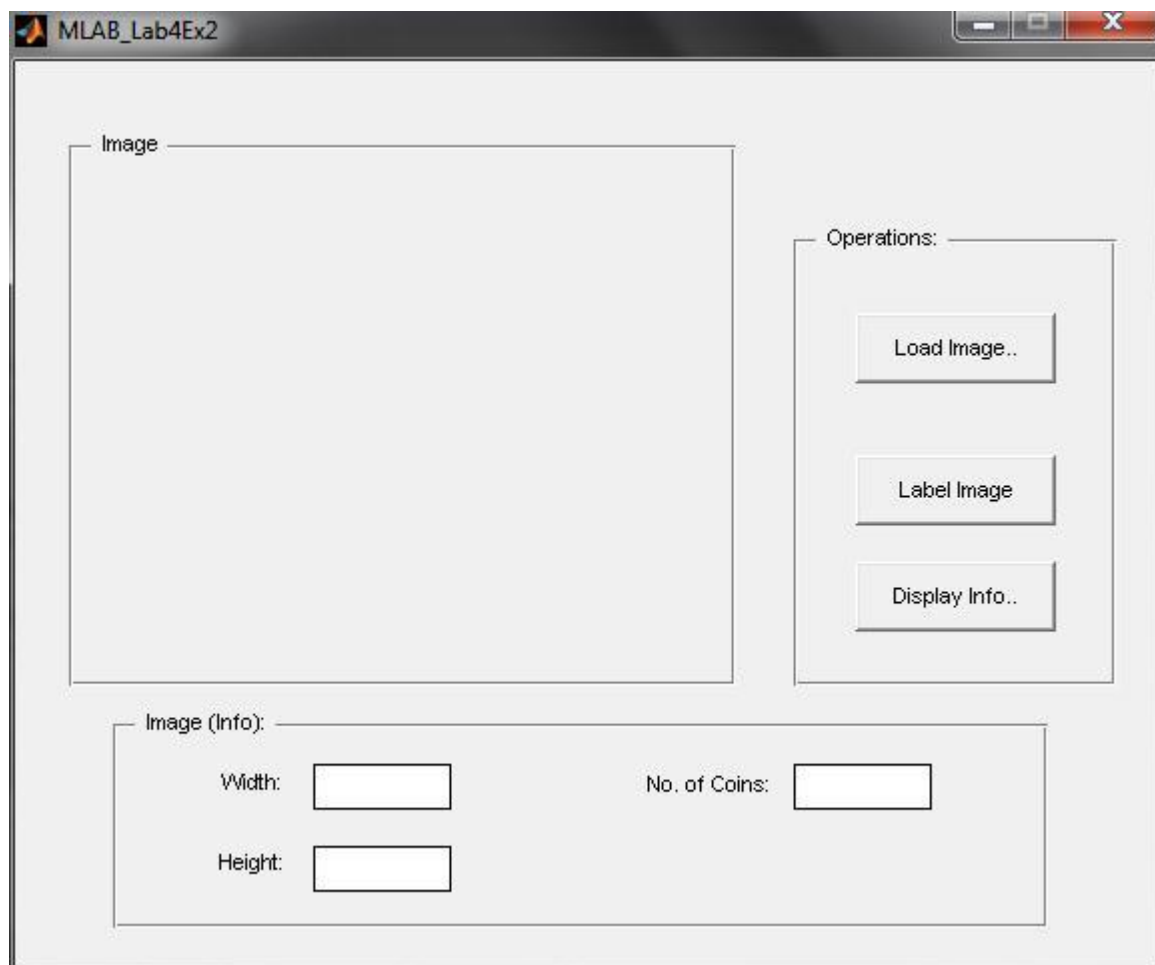 MLAB_Lab4Ex2
Image
Operations:
Load Image..
Label Image
Display Info..
Image (Info):
Width:
No. of Coins:
Height: